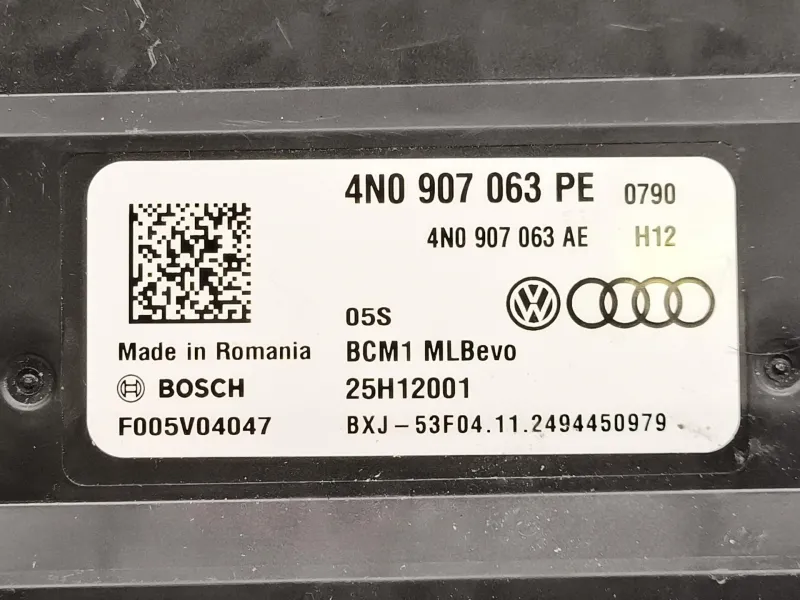 4N0 907 063 PE 0790
4N0 907 063 AE H12
05S
Made in Romania BCM1 MLBevo
BOSCH 25H12001
F005V04047 BXJ-53F04.11.2494450979